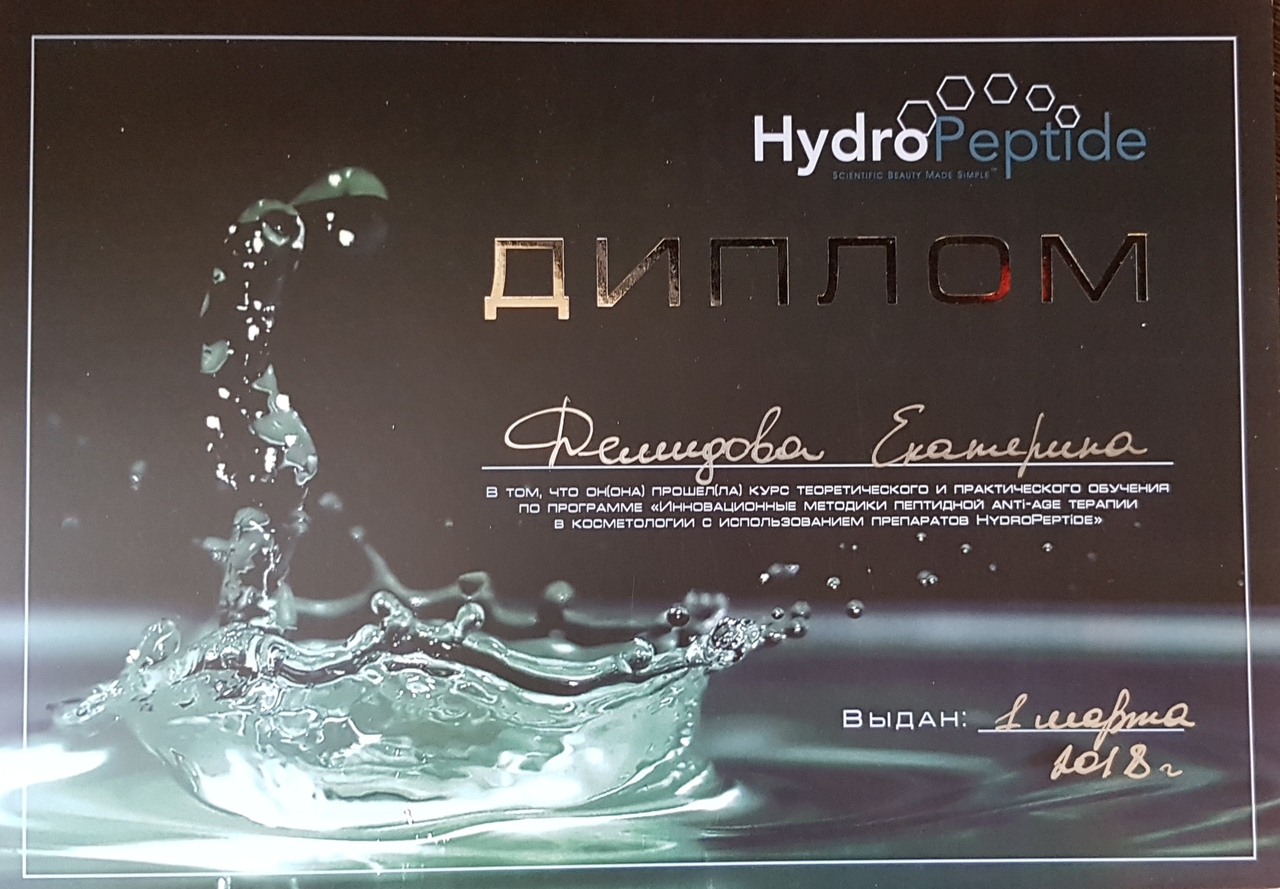 HydroPeptide
Scientific Beauty Made Simple™
ДИПЛОМ
Демидова Екатерина
В том, что он(она) прошел(ла) курс теоретического и практического обучения
по программе «Инновационные методики пептидной anti-age терапии
в косметологии с использованием препаратов HydroPeptide»
Выдан: 1 марта
2018 г